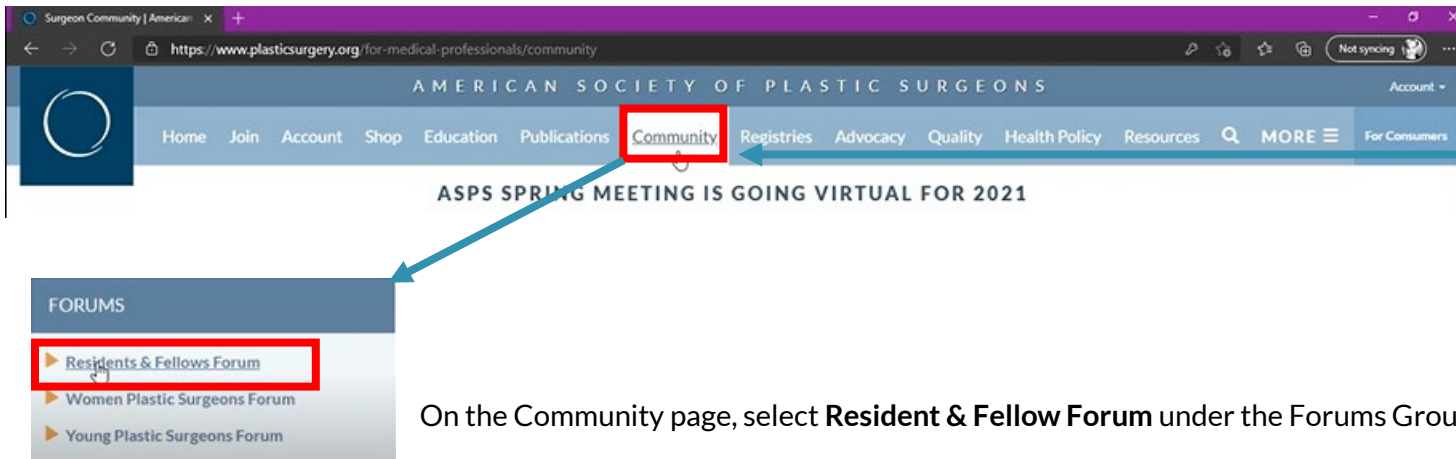 Surgeon Community | American
https://www.plasticsurgery.org/for-medical-professionals/community
Not syncing
AMERICAN SOCIETY OF PLASTIC SURGEONS
Account
Home Join Account Shop Education Publications Community Registries Advocacy Quality Health Policy Resources MORE For Consumers
ASPS SPRING MEETING IS GOING VIRTUAL FOR 2021
FORUMS
Residents & Fellows Forum
Women Plastic Surgeons Forum
Young Plastic Surgeons Forum
On the Community page, select Resident & Fellow Forum under the Forums Grou